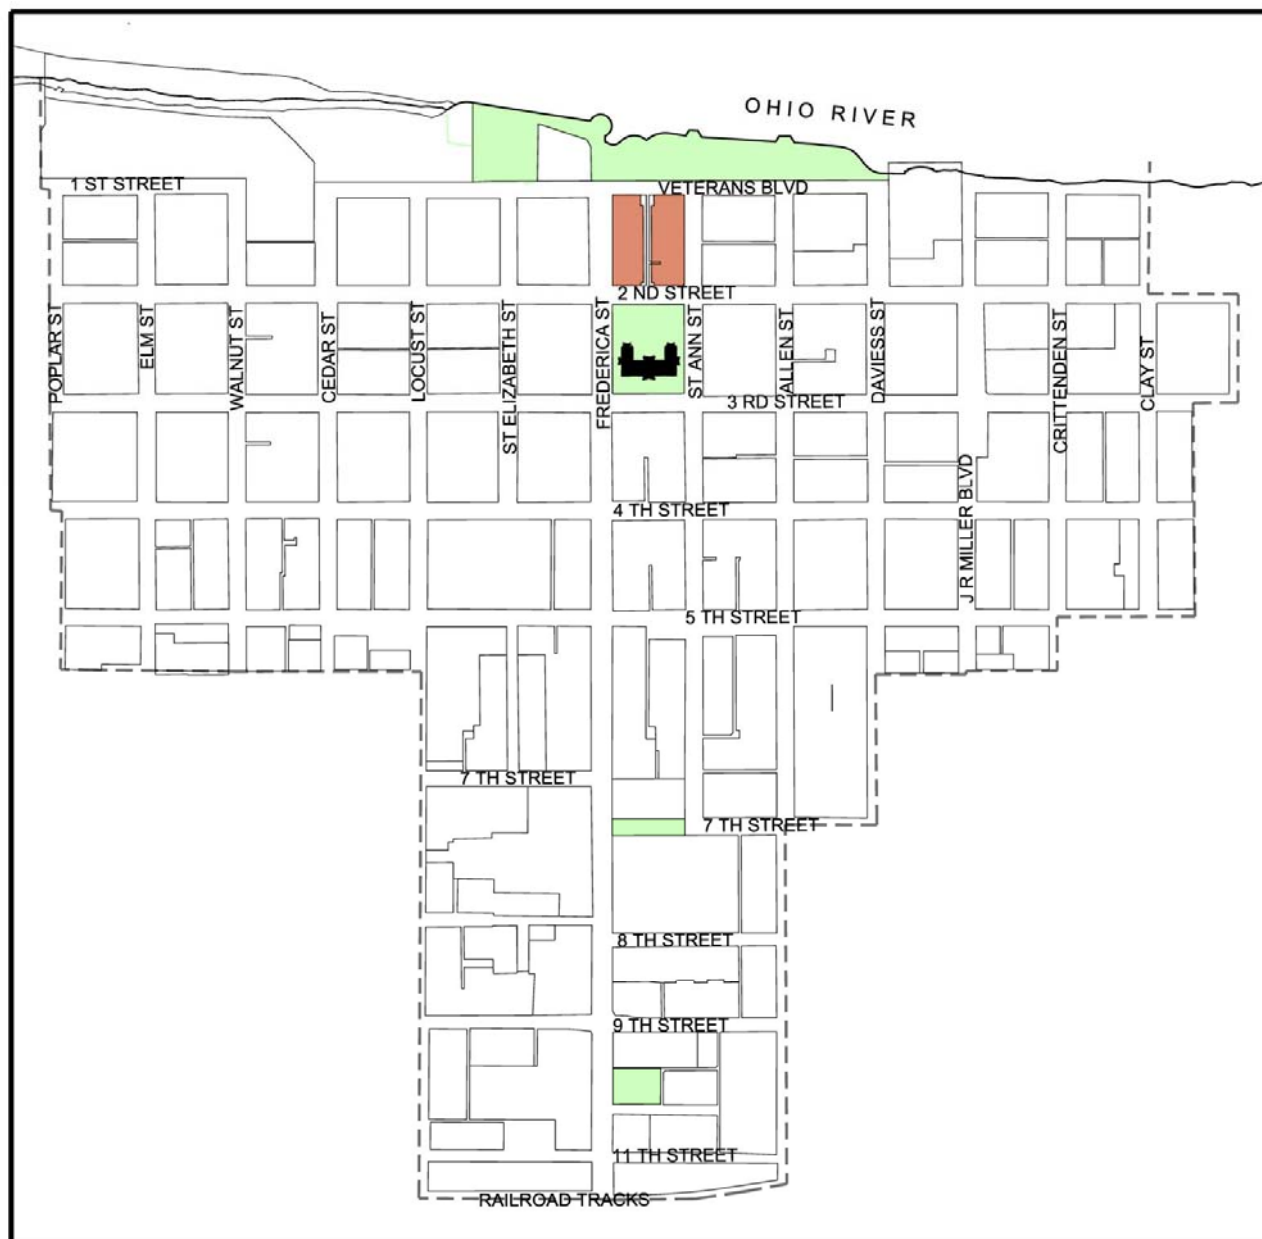 OHIO RIVER
1 ST STREET
VETERANS BLVD
2 ND STREET
POPLAR ST
ELM ST
WALNUT ST
CEDAR ST
LOCUST ST
ST ELIZABETH ST
FREDERICA ST
ST ANN ST
ALLEN ST
DAVIESS ST
CRITTENDEN ST
CLAY ST
3 RD STREET
J R MILLER BLVD
4 TH STREET
5 TH STREET
7 TH STREET
7 TH STREET
8 TH STREET
9 TH STREET
11 TH STREET
RAILROAD TRACKS